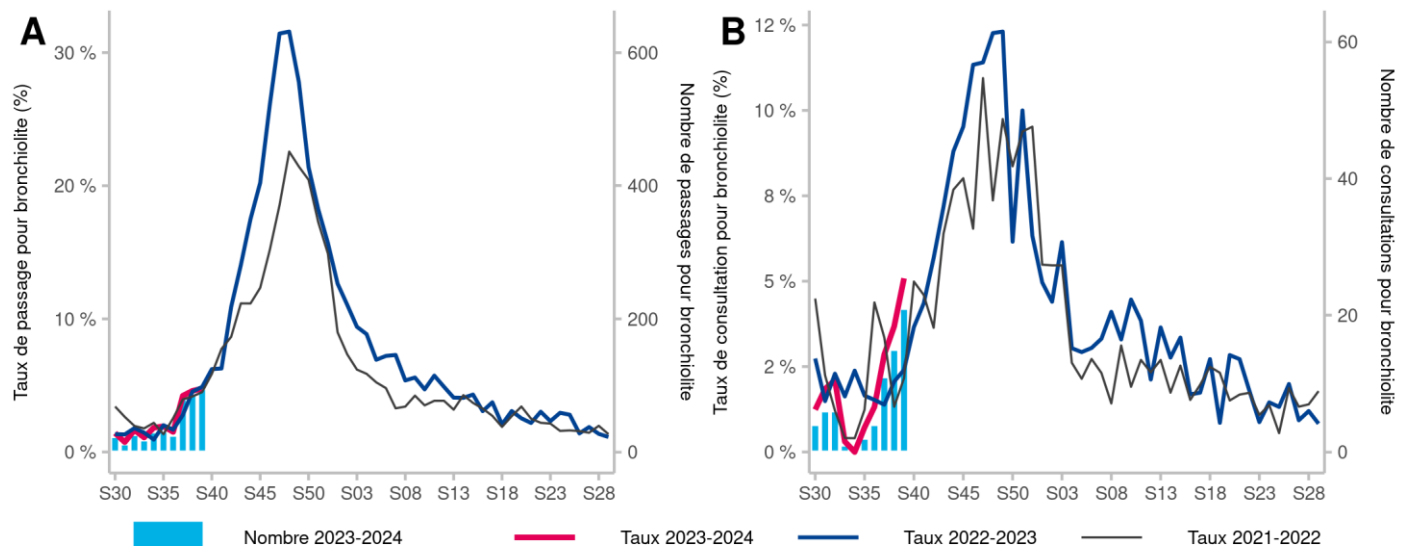 A
Taux de passage pour bronchiolite (%)
30 %
20 %
10 %
0 %
600
400
200
0
Nombre de passages pour bronchiolite
S30 S35 S40 S45 S50 S03 S08 S13 S18 S23 S28
B
Taux de consultation pour bronchiolite (%)
12 %
10 %
8 %
5 %
2 %
0 %
60
40
20
0
Nombre de consultations pour bronchiolite
S30 S35 S40 S45 S50 S03 S08 S13 S18 S23 S28
Nombre 2023-2024 Taux 2023-2024 Taux 2022-2023 Taux 2021-2022